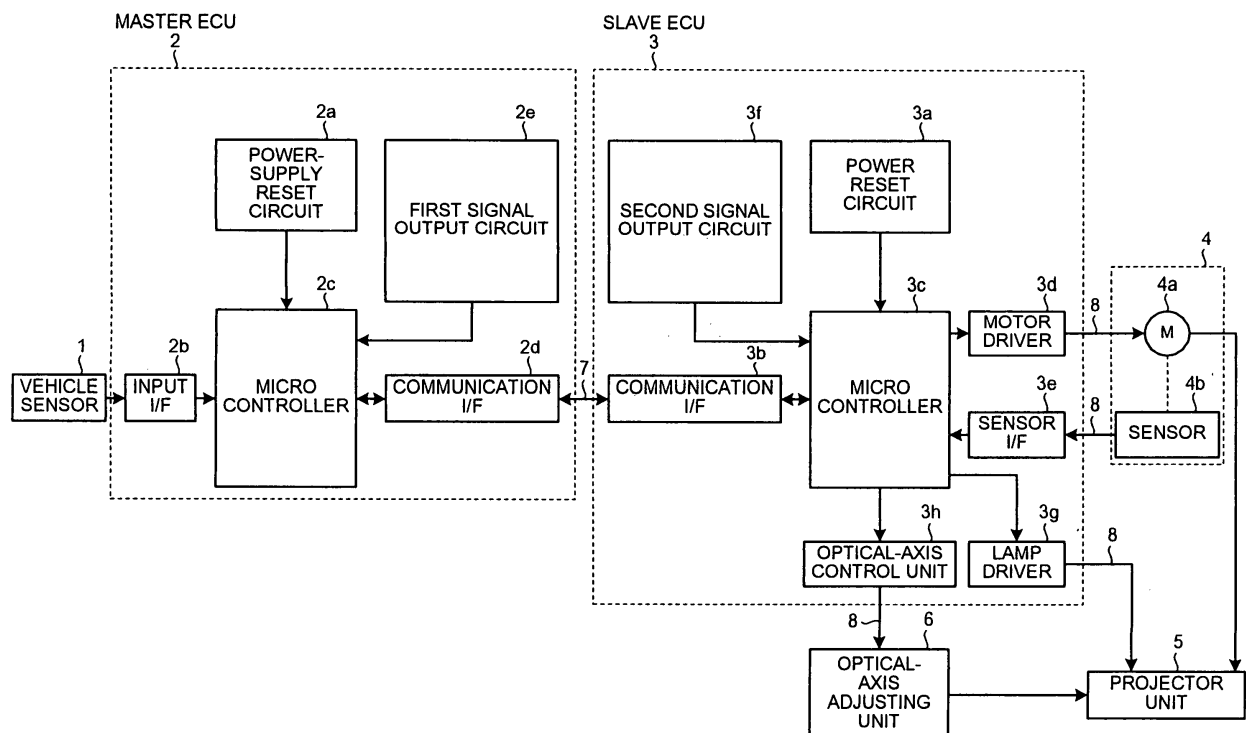 MASTER ECU
2
SLAVE ECU
3
2a
POWER-
SUPPLY
RESET
CIRCUIT
2e
FIRST SIGNAL
OUTPUT CIRCUIT
3f
SECOND SIGNAL
OUTPUT CIRCUIT
3a
POWER
RESET
CIRCUIT
4
1
VEHICLE
SENSOR
2b
INPUT
I/F
2c
MICRO
CONTROLLER
2d
COMMUNICATION
I/F
7
3b
COMMUNICATION
I/F
3c
MICRO
CONTROLLER
3d
MOTOR
DRIVER
8
4a
M
3e
SENSOR
I/F
8
4b
SENSOR
3h
OPTICAL-AXIS
CONTROL UNIT
3g
LAMP
DRIVER
8
8
6
OPTICAL-
AXIS
ADJUSTING
UNIT
5
PROJECTOR
UNIT